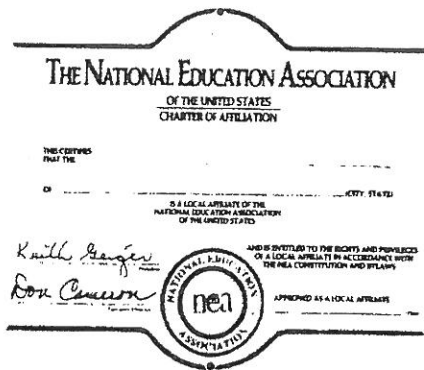 THE NATIONAL EDUCATION ASSOCIATION
OF THE UNITED STATES
CHARTER OF AFFILIATION
THIS CERTIFIES
THAT THE
OF
(CITY, STATE)
IS A LOCAL AFFILIATE OF THE
NATIONAL EDUCATION ASSOCIATION
OF THE UNITED STATES
Keith Geiger
Don Cameron
NATIONAL EDUCATION
nea
ASSOCIATION
AND IS ENTITLED TO THE RIGHTS AND PRIVILEGES
OF A LOCAL AFFILIATE IN ACCORDANCE WITH
THE NEA CONSTITUTION AND BYLAWS
APPROVED AS A LOCAL AFFILIATE